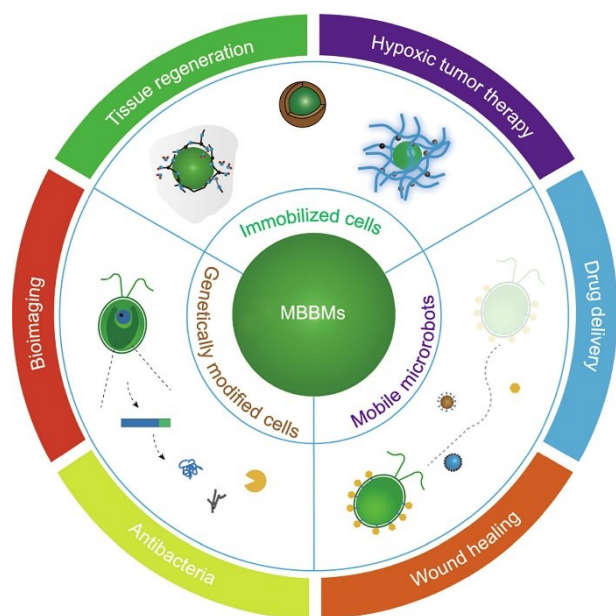 Tissue regeneration
Hypoxic tumor therapy
Drug delivery
Wound healing
Antibacteria
Bioimaging
Immobilized cells
Mobile microrobots
Genetically modified cells
MBBMs